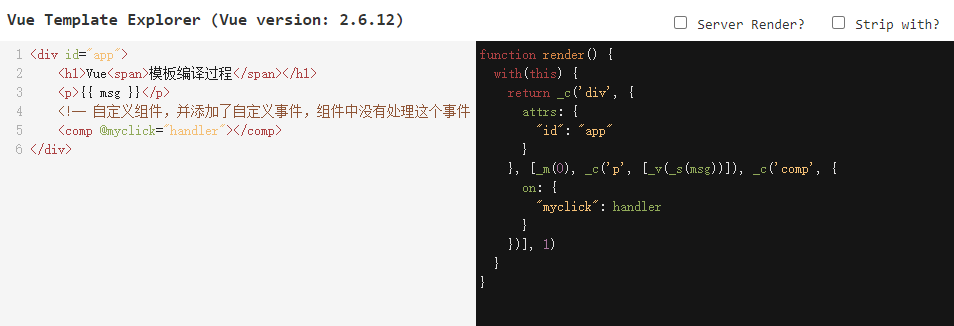 Vue Template Explorer (Vue version: 2.6.12)
Server Render?
Strip with?
1 <div id="app">
2 <h1>Vue<span>模板编译过程</span></h1>
3 <p>{{ msg }}</p>
4 <!-- 自定义组件，并添加了自定义事件，组件中没有处理这个事件
5 <comp @myclick="handler"></comp>
6 </div>
function render() {
with(this) {
return _c('div', {
attrs: {
"id": "app"
}
}, [_m(0), _c('p', [_v(_s(msg))]), _c('comp', {
on: {
"myclick": handler
}
})], 1)
}
}